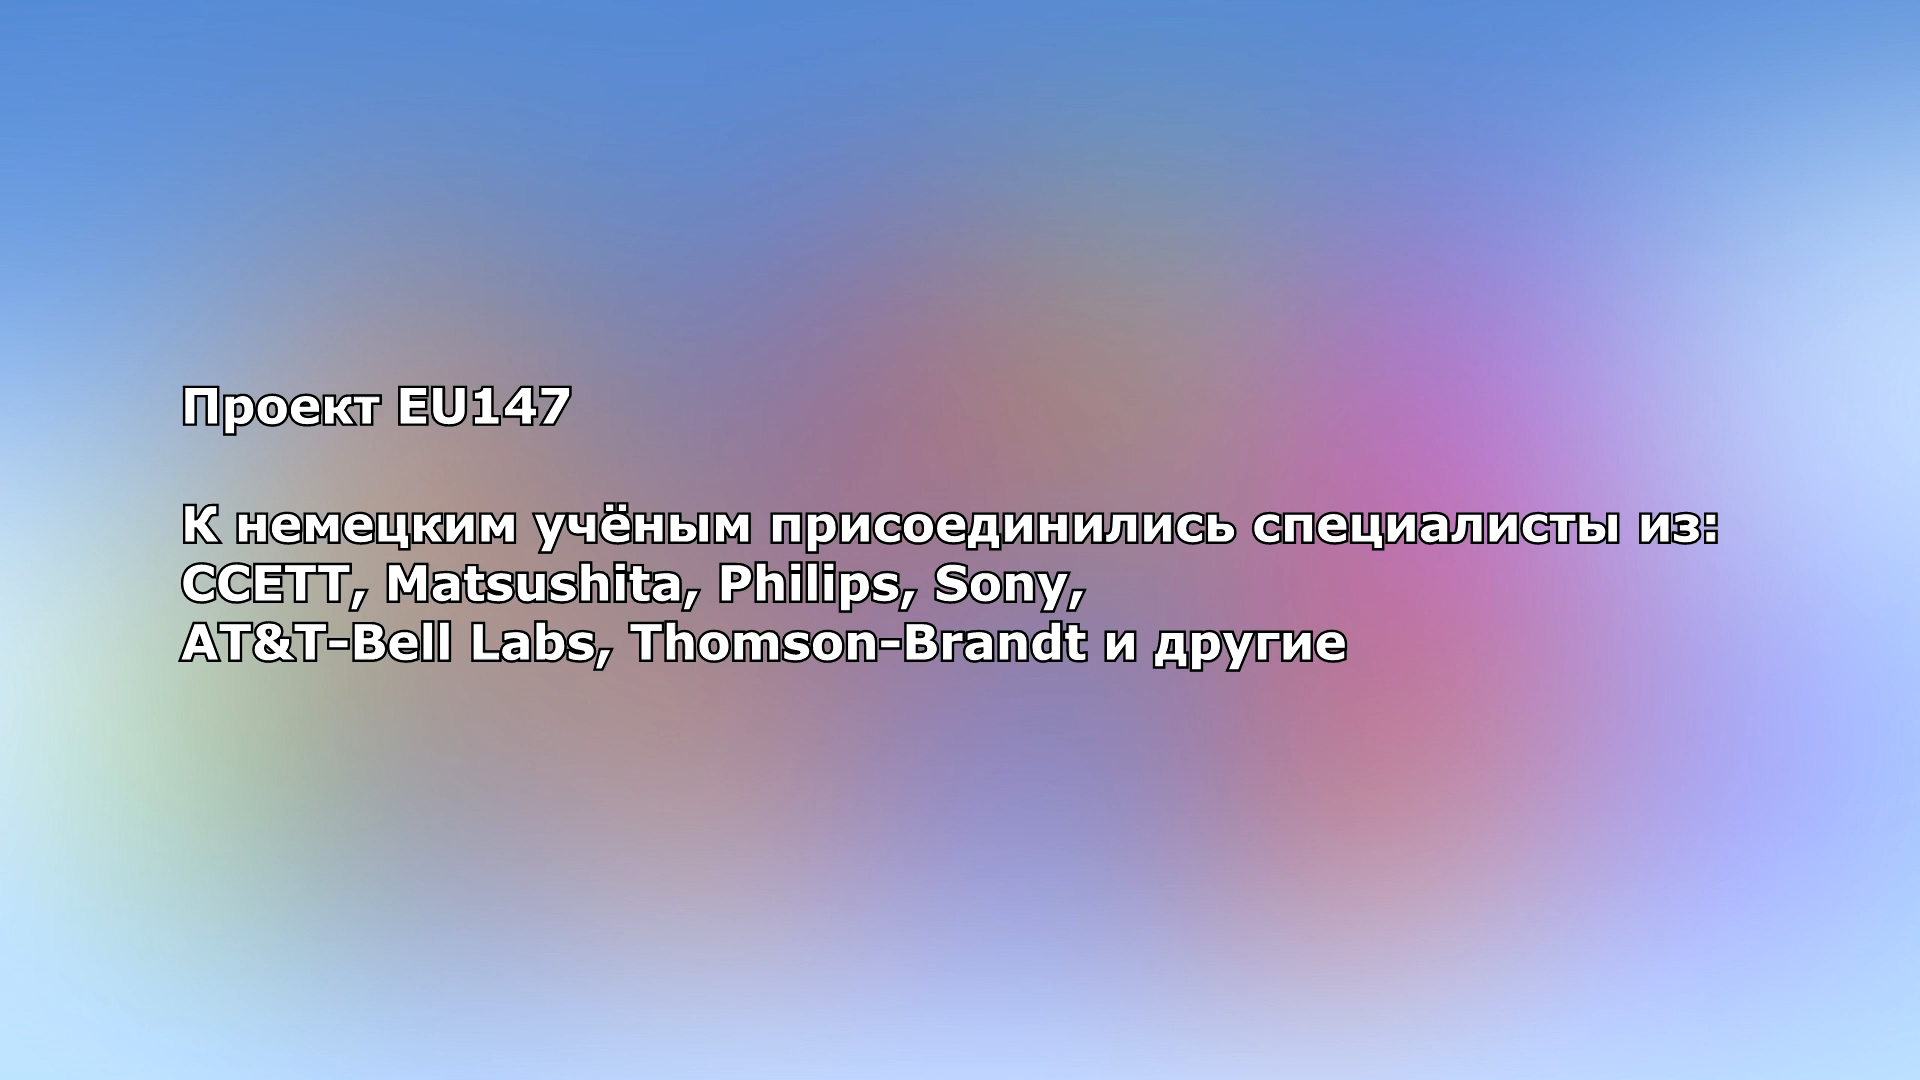 Проект EU147
К немецким учёным присоединились специалисты из:
CCETT, Matsushita, Philips, Sony,
AT&T-Bell Labs, Thomson-Brandt и другие